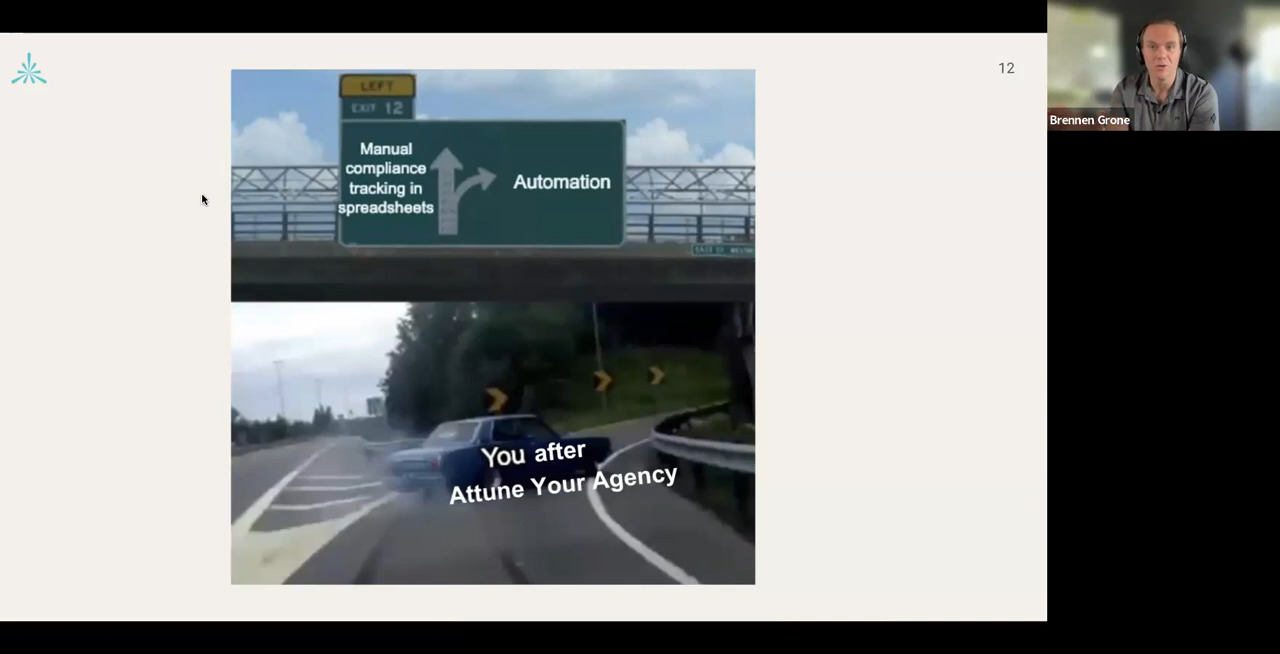 12
LEFT
EXIT 12
Manual
compliance
tracking in
spreadsheets
Automation
You after
Attune Your Agency
Brennen Grone